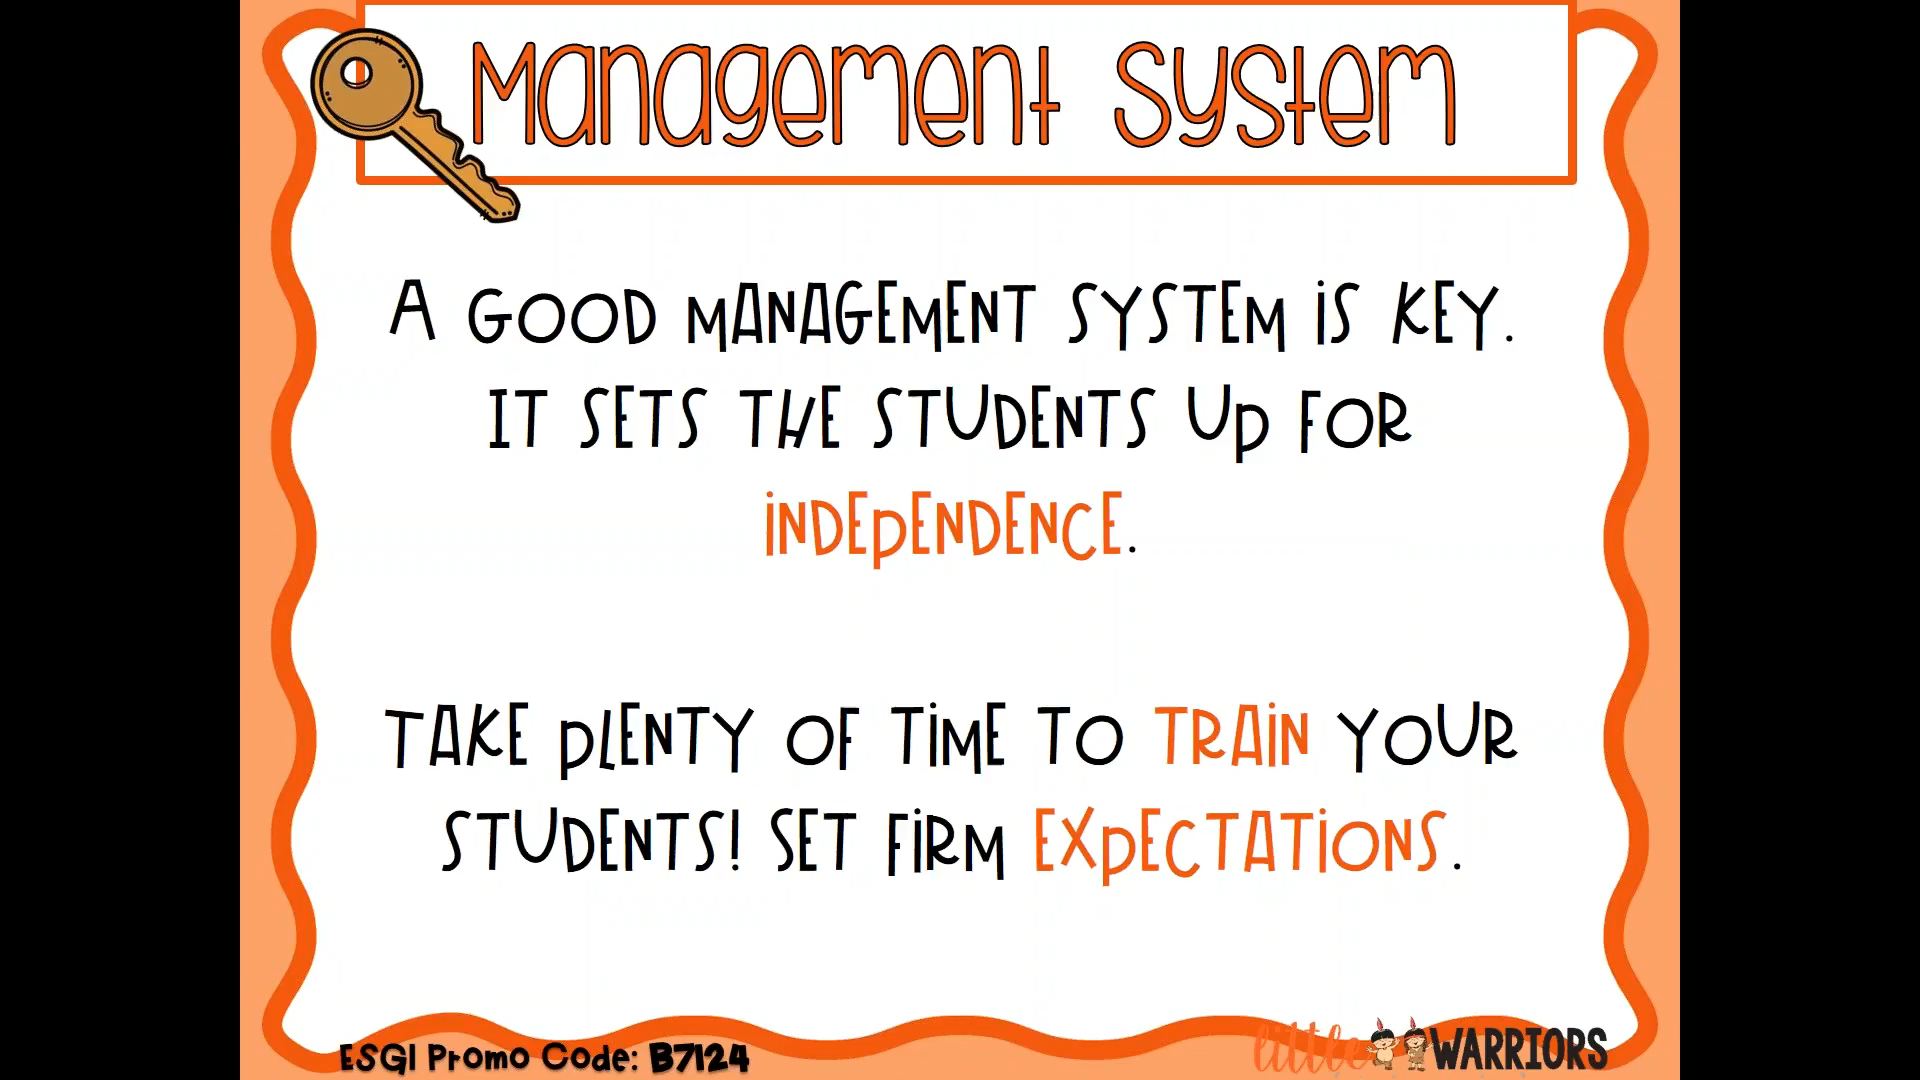 Management System
A GOOD MANAGEMENT SYSTEM IS KEY.
IT SETS THE STUDENTS UP FOR
INDEPENDENCE.
TAKE PLENTY OF TIME TO TRAIN YOUR
STUDENTS! SET FIRM EXPECTATIONS.
ESGI Promo Code: B7124
little WARRIORS